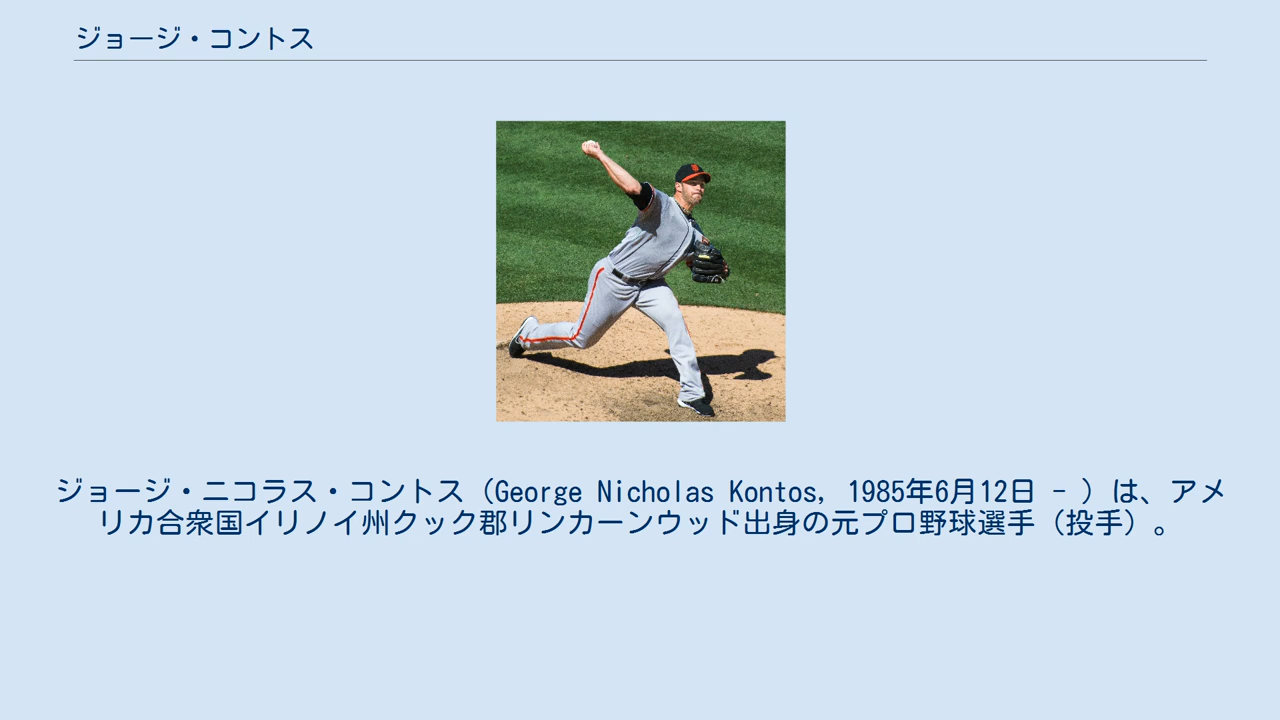 ジョージ・コントス
ジョージ・ニコラス・コントス（George Nicholas Kontos, 1985年6月12日 - ）は、アメ
リカ合衆国イリノイ州クック郡リンカーンウッド出身の元プロ野球選手（投手）。